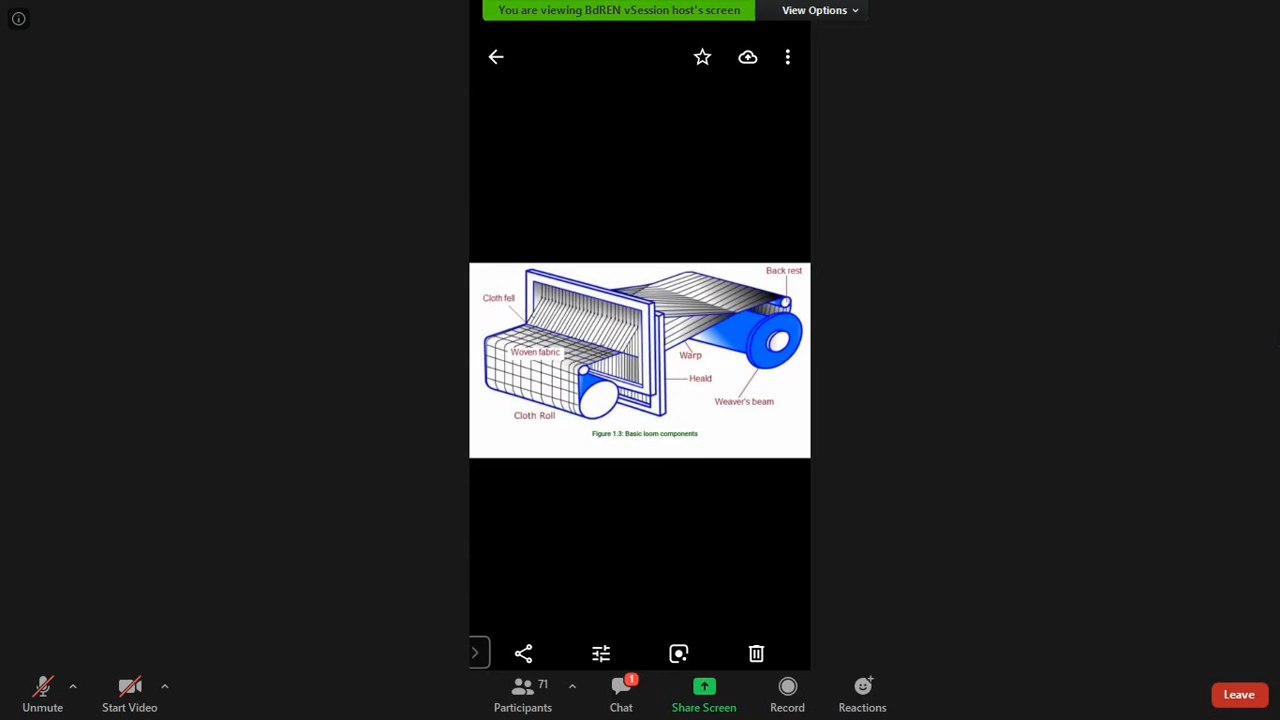 You are viewing BdREN vSession host's screen
View Options
Back rest
Cloth fell
Woven fabric
Warp
Heald
Weaver's beam
Cloth Roll
Figure 1.3: Basic loom components
71
1
Unmute
Start Video
Participants
Chat
Share Screen
Record
Reactions
Leave